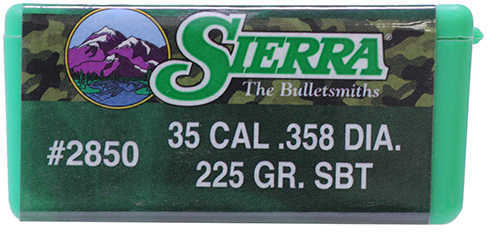 SIERRA®
The Bulletsmiths
#2850
35 CAL .358 DIA.
225 GR. SBT